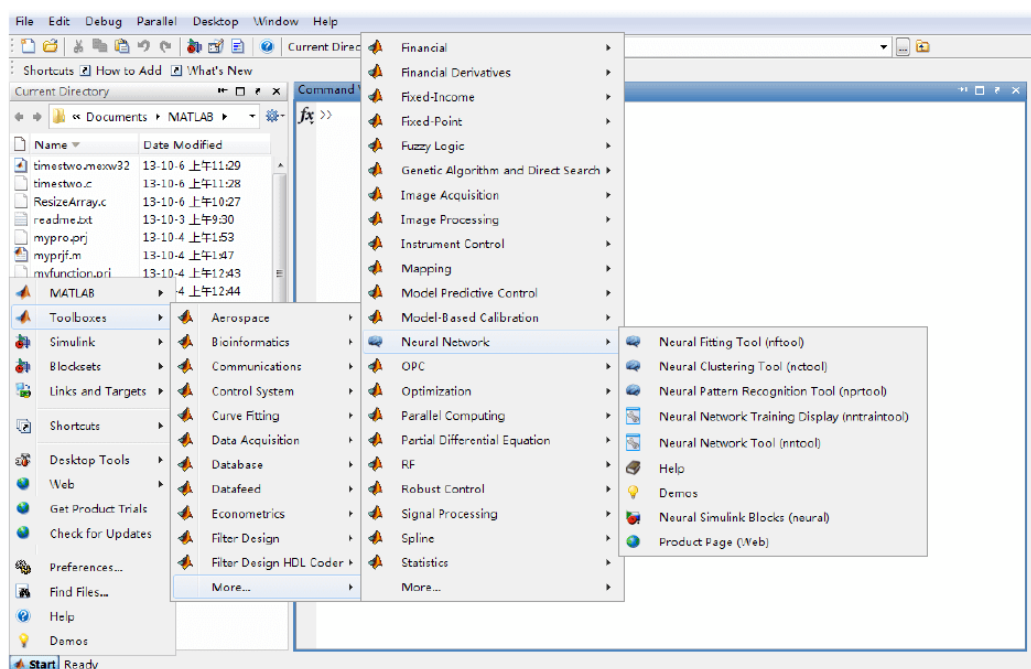 File Edit Debug Parallel Desktop Window Help
Current Direc
Shortcuts How to Add What's New
Current Directory
« Documents ▸ MATLAB ▸
Name Date Modified
timestwo.mexw32 13-10-6 上午11:29
timestwo.c 13-10-6 上午11:28
ResizeArray.c 13-10-6 上午10:27
readme.txt 13-10-3 上午9:30
mypro.prj 13-10-4 上午1:53
myprjf.m 13-10-4 上午1:47
myfunction.prj 13-10-4 上午12:43
-4 上午12:44
Command
fx >>
MATLAB
Toolboxes
Simulink
Blocksets
Links and Targets
Shortcuts
Desktop Tools
Web
Get Product Trials
Check for Updates
Preferences...
Find Files...
Help
Demos
Start Ready
Aerospace
Bioinformatics
Communications
Control System
Curve Fitting
Data Acquisition
Database
Datafeed
Econometrics
Filter Design
Filter Design HDL Coder
More...
Financial
Financial Derivatives
Fixed-Income
Fixed-Point
Fuzzy Logic
Genetic Algorithm and Direct Search
Image Acquisition
Image Processing
Instrument Control
Mapping
Model Predictive Control
Model-Based Calibration
Neural Network
OPC
Optimization
Parallel Computing
Partial Differential Equation
RF
Robust Control
Signal Processing
Spline
Statistics
More...
Neural Fitting Tool (nftool)
Neural Clustering Tool (nctool)
Neural Pattern Recognition Tool (nprtool)
Neural Network Training Display (nntraintool)
Neural Network Tool (nntool)
Help
Demos
Neural Simulink Blocks (neural)
Product Page (Web)